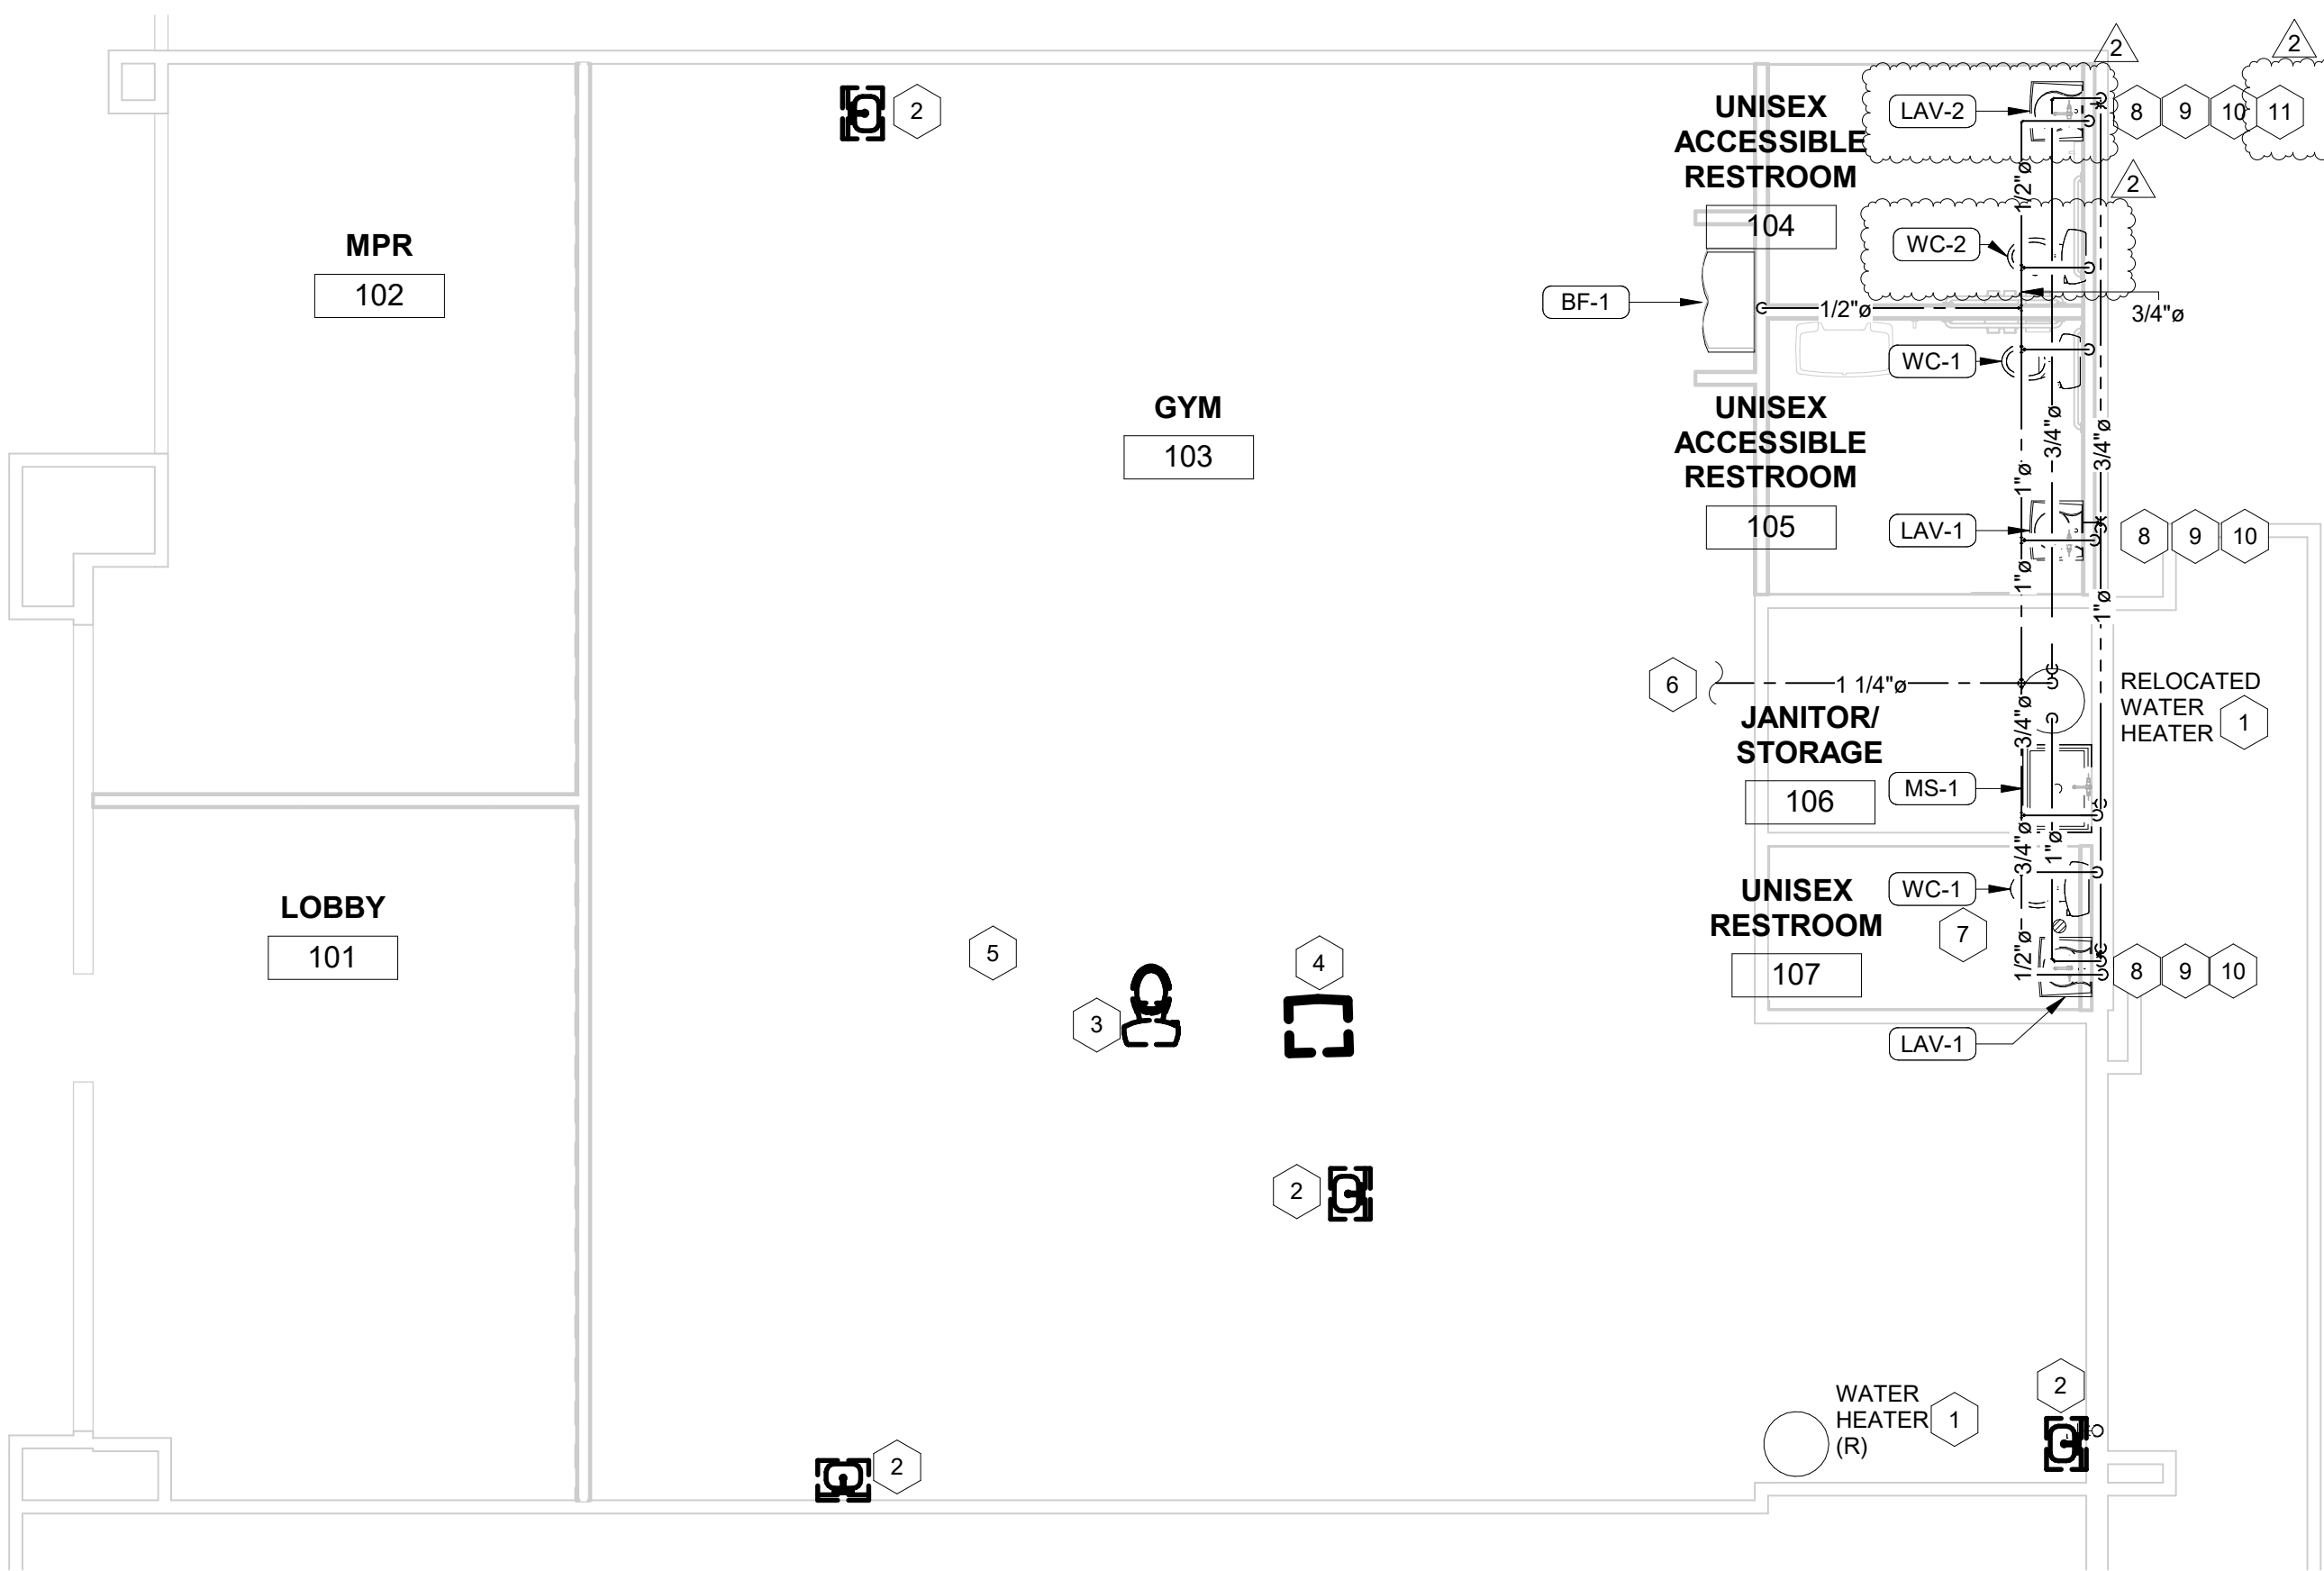 2
2
2
UNISEX
ACCESSIBLE
RESTROOM
104
LAV-2
8
9
10
11
1/2"ø
2
MPR
102
WC-2
BF-1
1/2"ø
3/4"ø
WC-1
GYM
103
UNISEX
ACCESSIBLE
RESTROOM
105
3/4"ø
3/4"ø
1"ø
LAV-1
8
9
10
1"ø
1"ø
6
1 1/4"ø
RELOCATED
WATER
HEATER
1
3/4"ø
JANITOR/
STORAGE
106
MS-1
3/4"ø
1"ø
LOBBY
101
UNISEX
RESTROOM
107
WC-1
7
1/2"ø
8
9
10
5
4
3
LAV-1
2
WATER
HEATER
(R)
1
2
2